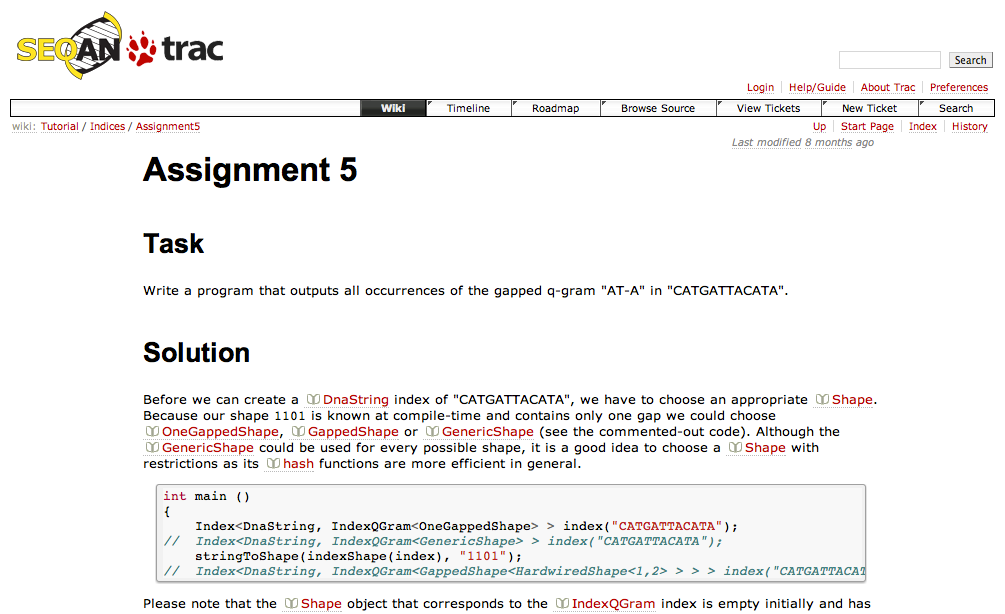 SEQAN trac
Search
Login Help/Guide About Trac Preferences
Wiki Timeline Roadmap Browse Source View Tickets New Ticket Search
wiki: Tutorial / Indices / Assignment5 Up Start Page Index History
Last modified 8 months ago
Assignment 5
Task
Write a program that outputs all occurrences of the gapped q-gram "AT-A" in "CATGATTACATA".
Solution
Before we can create a DnaString index of "CATGATTACATA", we have to choose an appropriate Shape.
Because our shape 1101 is known at compile-time and contains only one gap we could choose
OneGappedShape, GappedShape or GenericShape (see the commented-out code). Although the
GenericShape could be used for every possible shape, it is a good idea to choose a Shape with
restrictions as its hash functions are more efficient in general.
int main ()
{
    Index<DnaString, IndexQGram<OneGappedShape> > index("CATGATTACATA");
//  Index<DnaString, IndexQGram<GenericShape> > index("CATGATTACATA");
    stringToShape(indexShape(index), "1101");
//  Index<DnaString, IndexQGram<GappedShape<HardwiredShape<1,2> > > > index("CATGATTACAT
Please note that the Shape object that corresponds to the IndexQGram index is empty initially and has